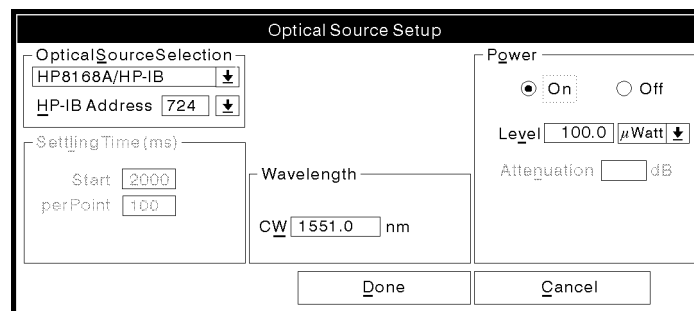 Optical Source Setup
OpticalSourceSelection
HP8168A/HP-IB
HP-IB Address 724
SettlingTime(ms)
Start 2000
perPoint 100
Wavelength
CW 1551.0 nm
Power
On Off
Level 100.0 µWatt
Attenuation dB
Done Cancel